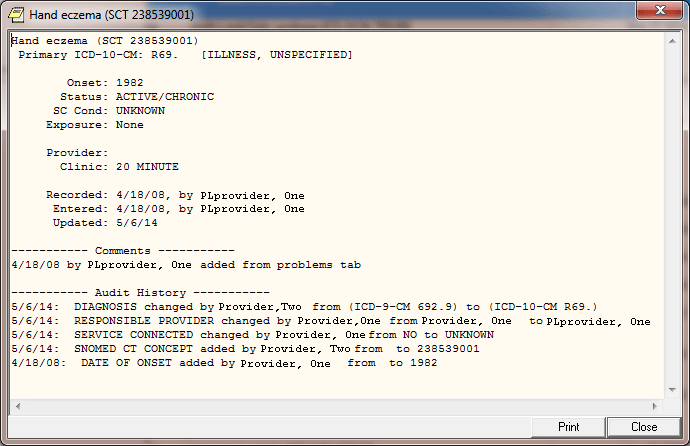 Hand eczema (SCT 238539001)
Hand eczema (SCT 238539001)
Primary ICD-10-CM: R69.   [ILLNESS, UNSPECIFIED]
Onset: 1982
Status: ACTIVE/CHRONIC
SC Cond: UNKNOWN
Exposure: None
Provider:
Clinic: 20 MINUTE
Recorded: 4/18/08, by PLprovider, One
Entered: 4/18/08, by PLprovider, One
Updated: 5/6/14
----------- Comments -----------
4/18/08 by PLprovider, One added from problems tab
----------- Audit History -----------
5/6/14:  DIAGNOSIS changed by Provider,Two from (ICD-9-CM 692.9) to (ICD-10-CM R69.)
5/6/14:  RESPONSIBLE PROVIDER changed by Provider,One from Provider, One to PLprovider, One
5/6/14:  SERVICE CONNECTED changed by Provider, One from NO to UNKNOWN
5/6/14:  SNOMED CT CONCEPT added by Provider, Two from  to 238539001
4/18/08:  DATE OF ONSET added by Provider, One from  to 1982
Print Close